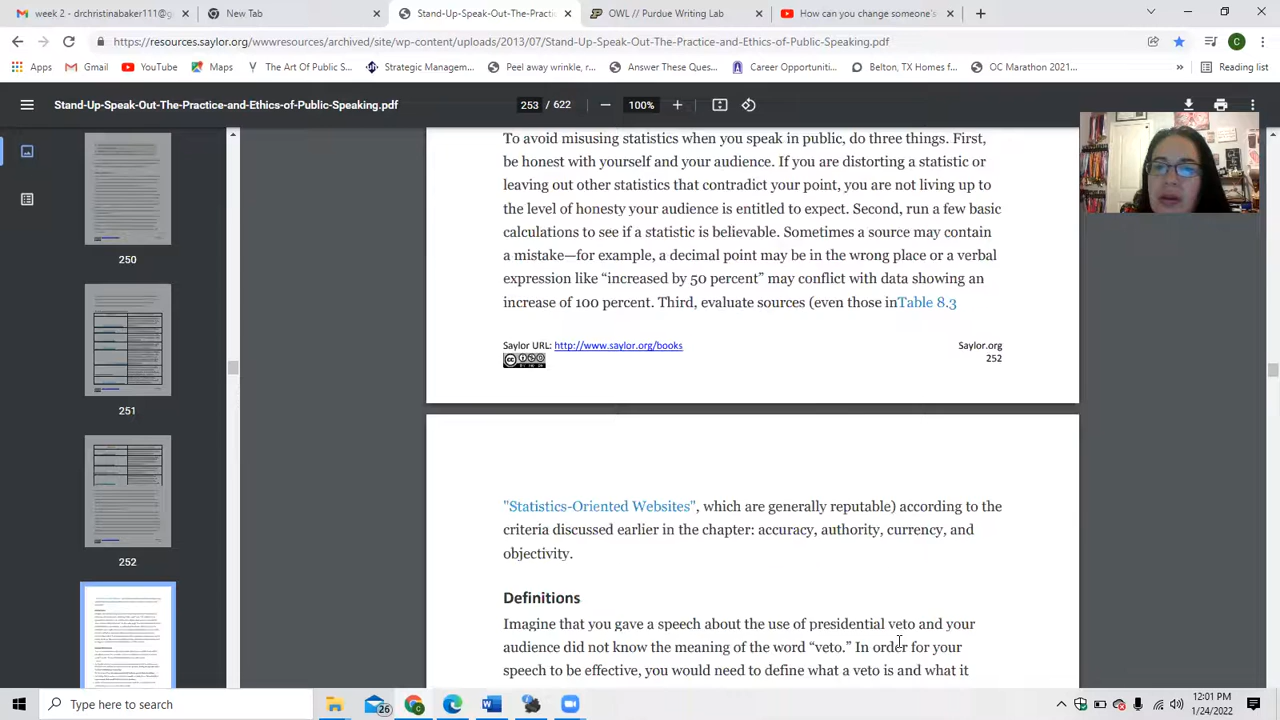 New Tab
Stand-Up-Speak-Out-The-Practice
OWL // Purdue Writing Lab
How can you change someone's
https://resources.saylor.org/wwwresources/archived/site/wp-content/uploads/2013/07/Stand-Up-Speak-Out-The-Practice-and-Ethics-of-Public-Speaking.pdf
C
Apps
Gmail
YouTube
Maps
V The Art Of 15 S...
Strategic Managem...
Peel away wrinkle, r...
Answer These Ques...
Career Opportuniti...
Belton, TX Homes f...
OC Marathon 2021...
»
Reading list
Stand-Up-Speak-Out-The-Practice-and-Ethics-of-Public-Speaking.pdf
253 / 622
100%
250
251
252
To avoid misusing statistics when you speak in public, do three things. First,
be honest with yourself and your audience. If you are distorting a statistic or
leaving out other statistics that contradict your point, you are not living up to
the level of honesty your audience is entitled to expect. Second, run a few basic
calculations to see if a statistic is believable. Sometimes a source may contain
a mistake—for example, a decimal point may be in the wrong place or a verbal
expression like “increased by 50 percent” may conflict with data showing an
increase of 100 percent. Third, evaluate sources (even those inTable 8.3
Saylor URL: http://www.saylor.org/books
Saylor.org
252
"Statistics-Oriented Websites", which are generally reputable) according to the
criteria discussed earlier in the chapter: accuracy, authority, currency, and
objectivity.
Definitions
Imagine that you gave a speech about the use of presidential veto and your
audience did not know the meaning of the word “veto.” In order for your
speech to be effective, you would need to define what a veto is and what it
Type here to search
26
12:01 PM
1/24/2022